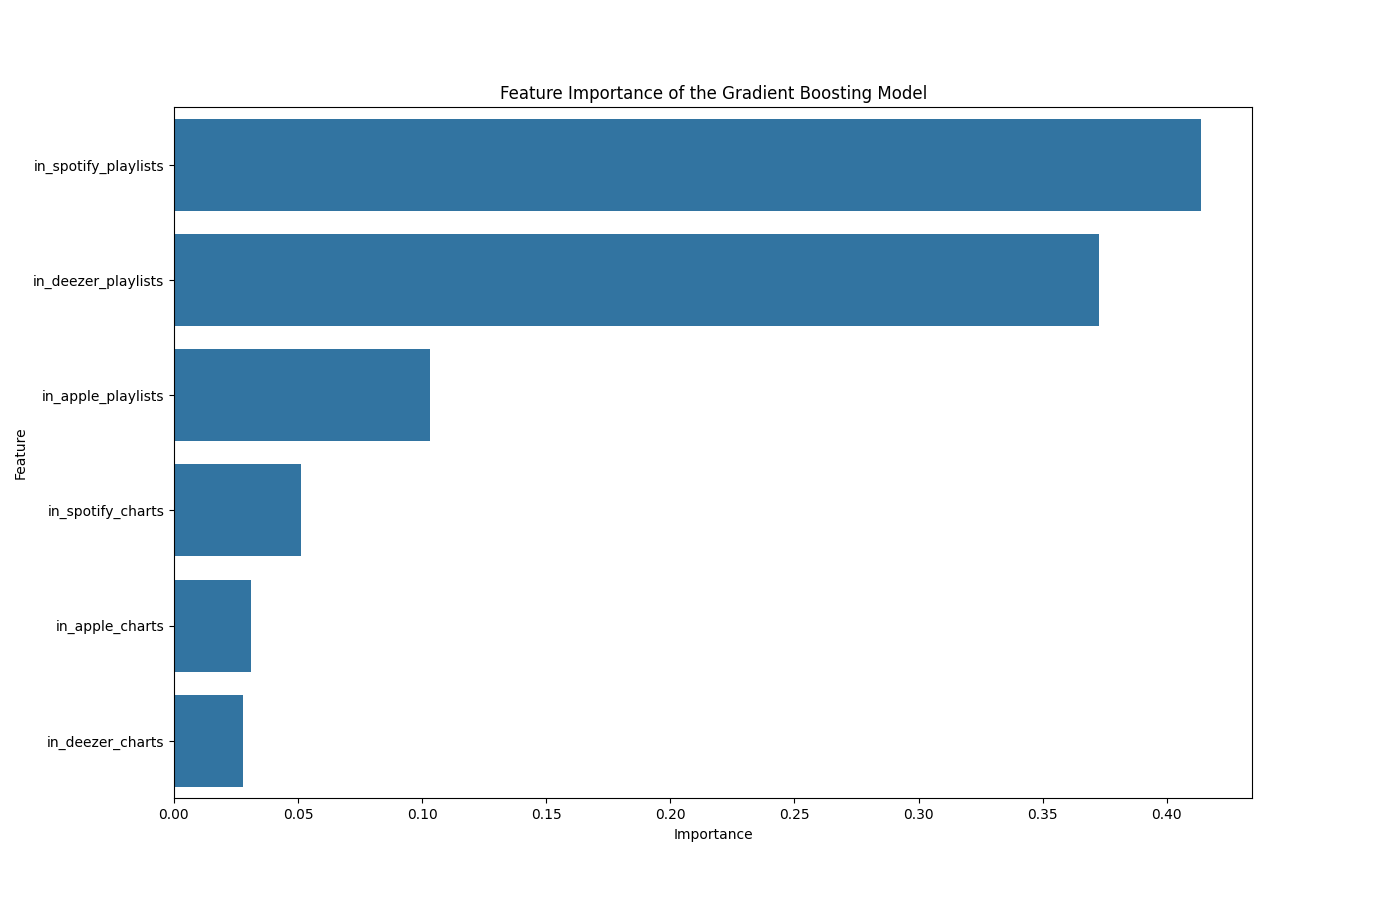 Feature Importance of the Gradient Boosting Model
in_spotify_playlists
in_deezer_playlists
in_apple_playlists
in_spotify_charts
in_apple_charts
in_deezer_charts
Feature
0.00 0.05 0.10 0.15 0.20 0.25 0.30 0.35 0.40
Importance